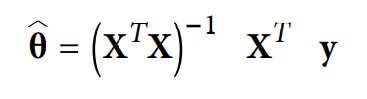 θ̂ = (XᵀX)⁻¹ Xᵀ y